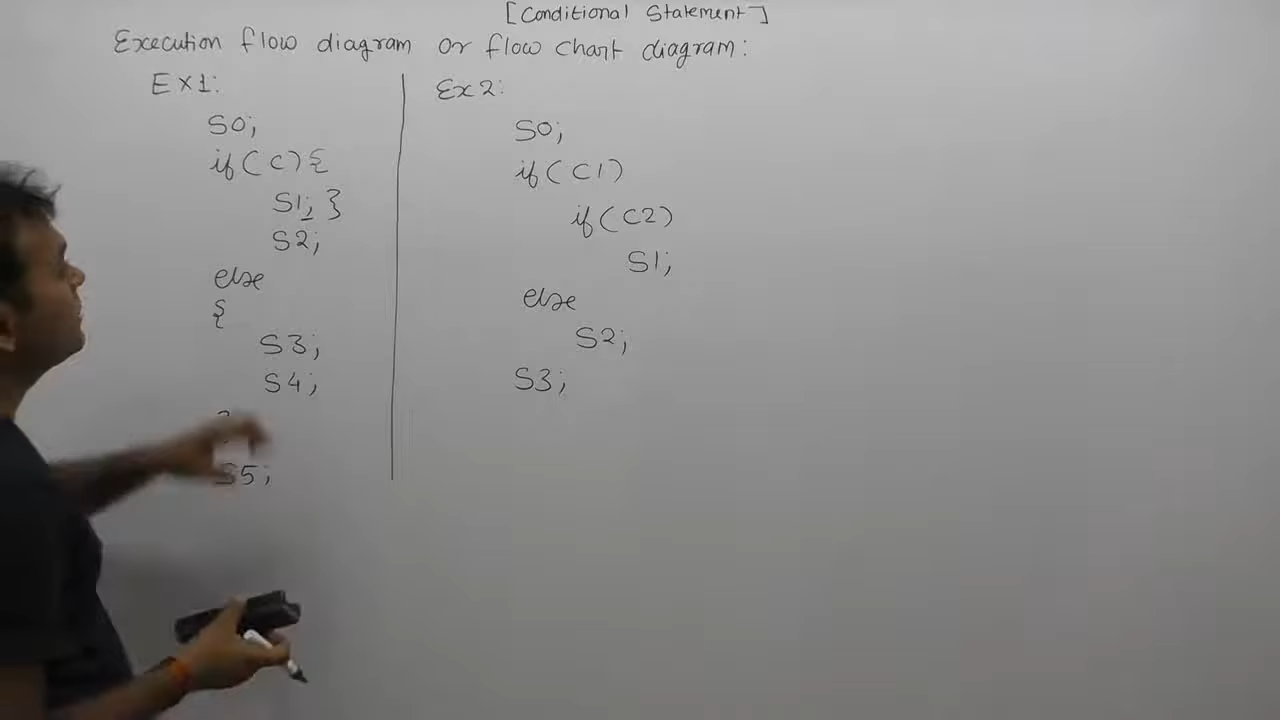 [Conditional Statement]
Execution flow diagram or flow chart diagram:
Ex1:
S0;
if(C){
S1; }
S2;
else
{
S3;
S4;
}
S5;
Ex2:
S0;
if(C1)
if(C2)
S1;
else
S2;
S3;